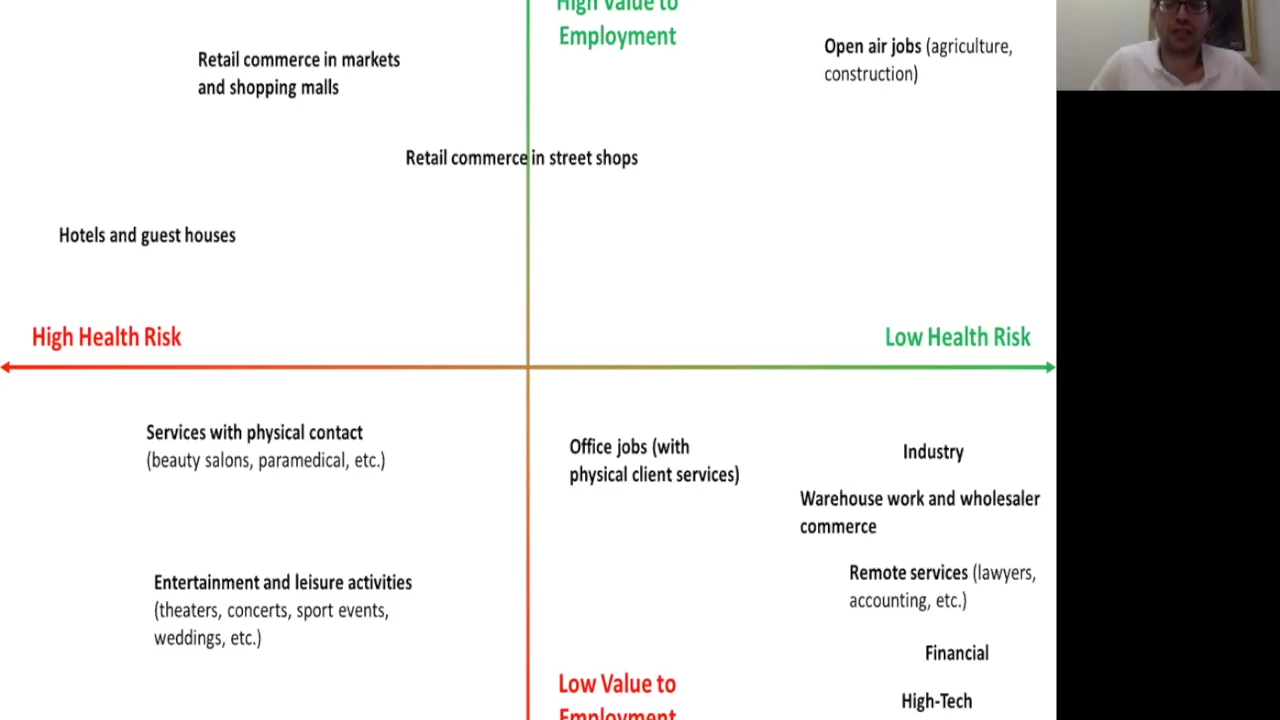 High Value to
Employment
Retail commerce in markets
and shopping malls
Open air jobs (agriculture,
construction)
Retail commerce in street shops
Hotels and guest houses
High Health Risk
Low Health Risk
Services with physical contact
(beauty salons, paramedical, etc.)
Office jobs (with
physical client services)
Industry
Warehouse work and wholesaler
commerce
Entertainment and leisure activities
(theaters, concerts, sport events,
weddings, etc.)
Remote services (lawyers,
accounting, etc.)
Financial
High-Tech
Low Value to
Employment